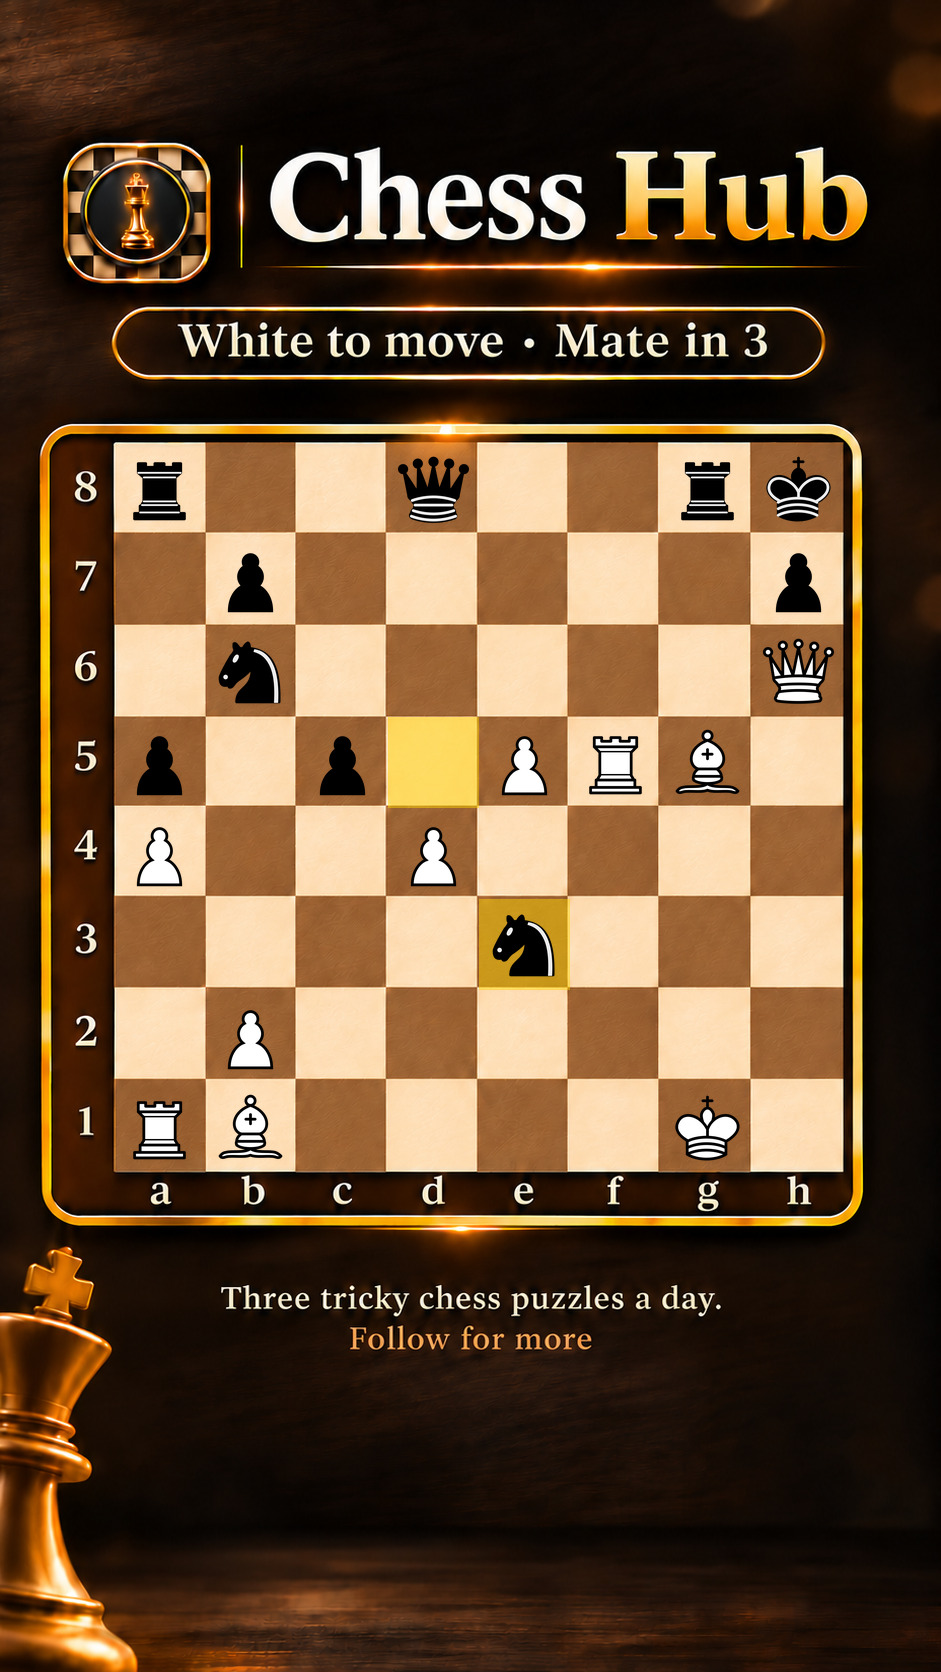 Chess Hub
White to move • Mate in 3
8
7
6
5
4
3
2
1
a b c d e f g h
Three tricky chess puzzles a day.
Follow for more